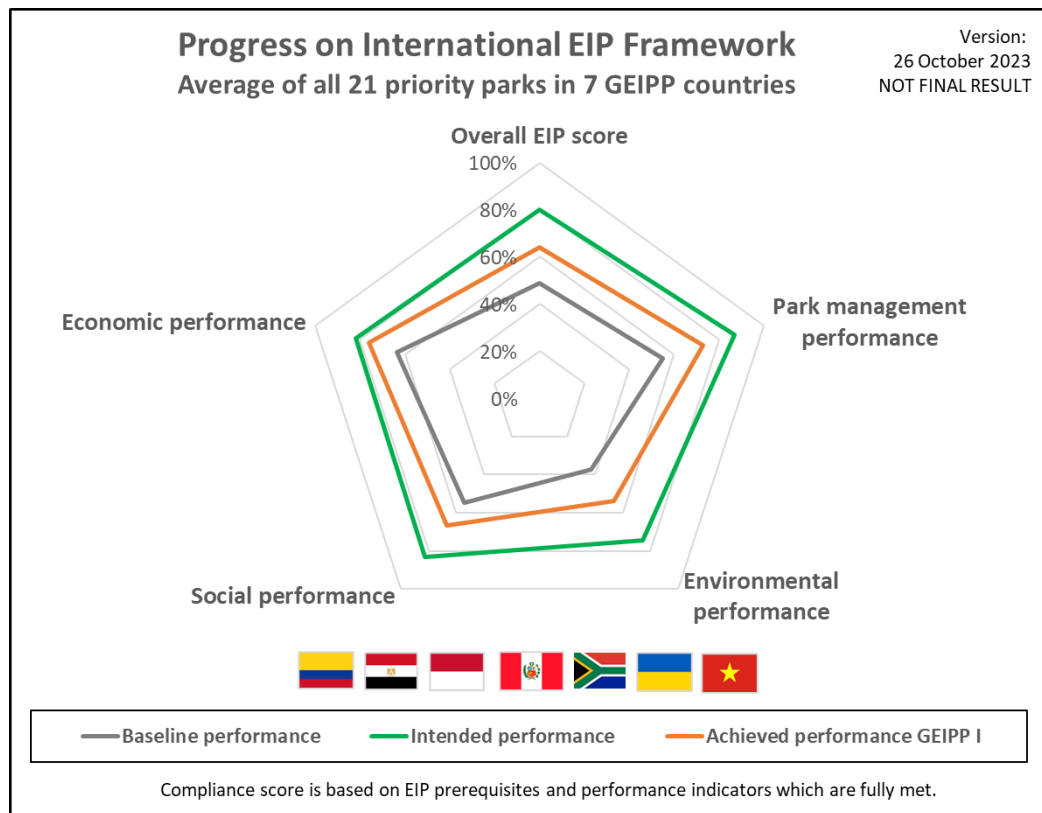 Progress on International EIP Framework
Average of all 21 priority parks in 7 GEIPP countries
Version:
26 October 2023
NOT FINAL RESULT
Overall EIP score
100%
80%
60%
40%
20%
0%
Park management
performance
Economic performance
Environmental
performance
Social performance
Baseline performance
Intended performance
Achieved performance GEIPP I
Compliance score is based on EIP prerequisites and performance indicators which are fully met.